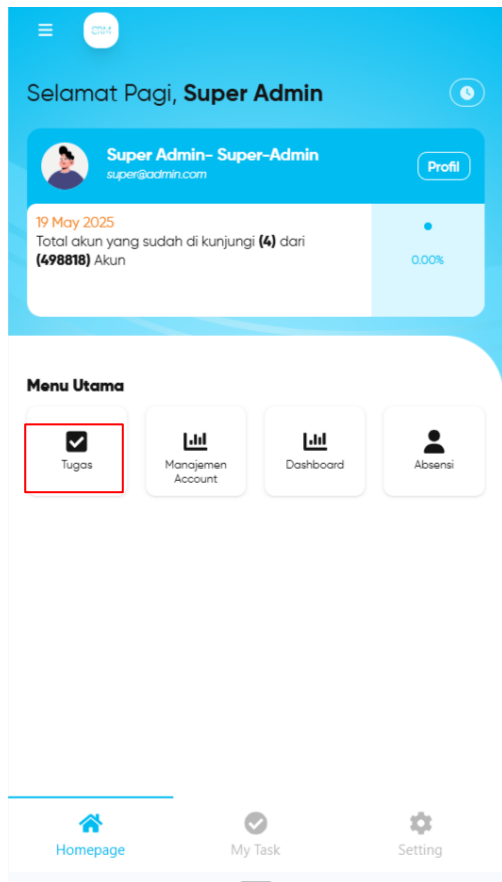 CRM
Selamat Pagi, Super Admin
Super Admin- Super-Admin
super@admin.com
Profil
19 May 2025
Total akun yang sudah di kunjungi (4) dari
(498818) Akun
0.00%
Menu Utama
Tugas
Manajemen
Account
Dashboard
Absensi
Homepage
My Task
Setting